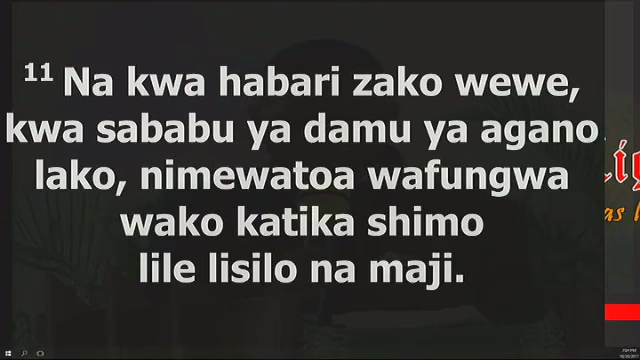 11 Na kwa habari zako wewe,
kwa sababu ya damu ya agano
lako, nimewatoa wafungwa
wako katika shimo
lile lisilo na maji.